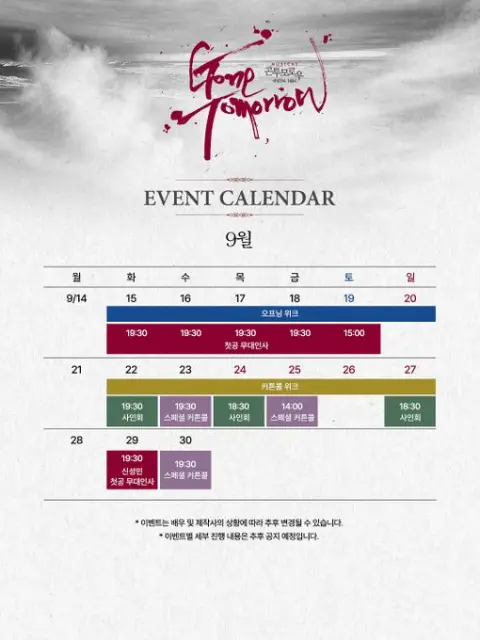 Gone
Tomorrow
MUSICAL
곤투모로우
EVENT CALENDAR
9월
월 화 수 목 금 토 일
9/14 15 16 17 18 19 20
오프닝 위크
19:30 19:30 19:30 19:30 15:00
첫공 무대인사
21 22 23 24 25 26 27
커튼콜 위크
19:30 19:30 18:30 14:00 18:30
사인회 스페셜 커튼콜 사인회 스페셜 커튼콜 사인회
28 29 30
19:30 19:30
신성민 스페셜 커튼콜
첫공 무대인사
* 이벤트는 배우 및 제작사의 상황에 따라 추후 변경될 수 있습니다.
* 이벤트별 세부 진행 내용은 추후 공지 예정입니다.